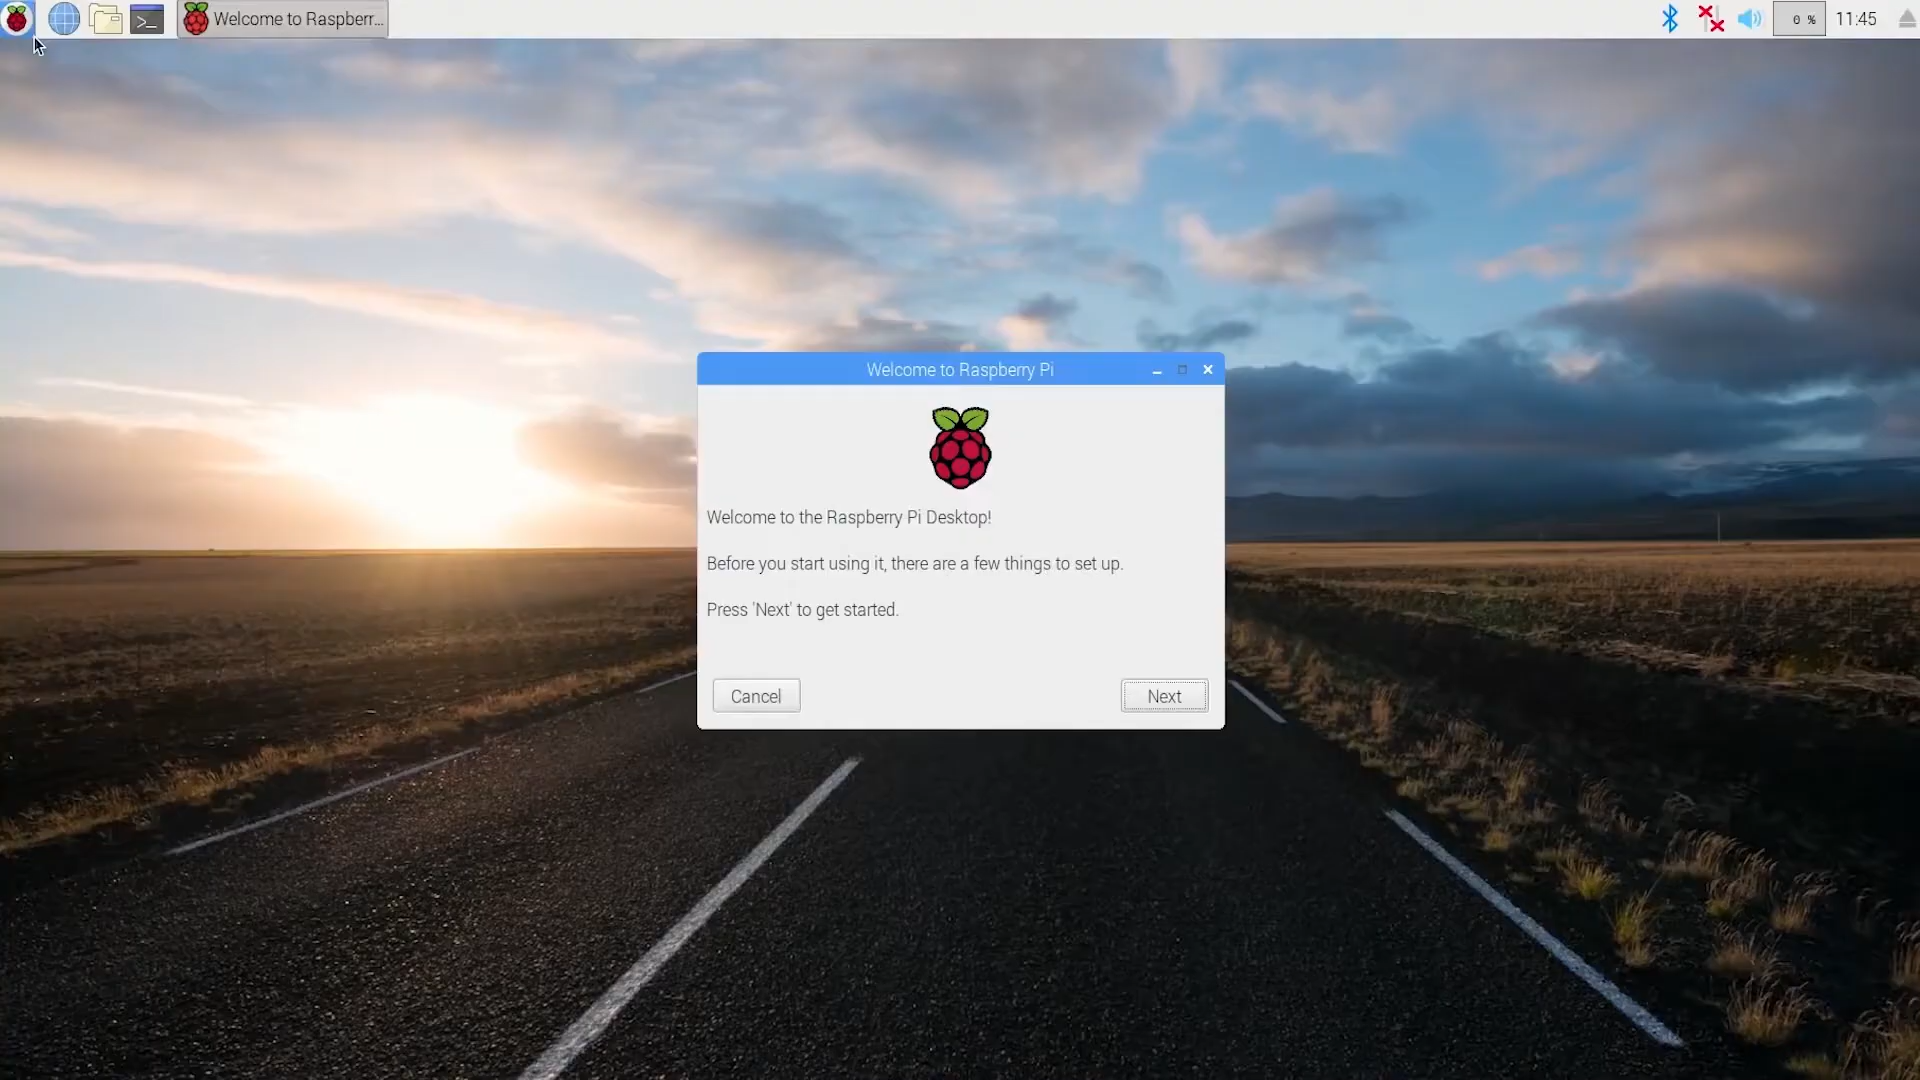 Welcome to Raspberr...
0 %
11:45
Welcome to Raspberry Pi
Welcome to the Raspberry Pi Desktop!
Before you start using it, there are a few things to set up.
Press 'Next' to get started.
Cancel
Next